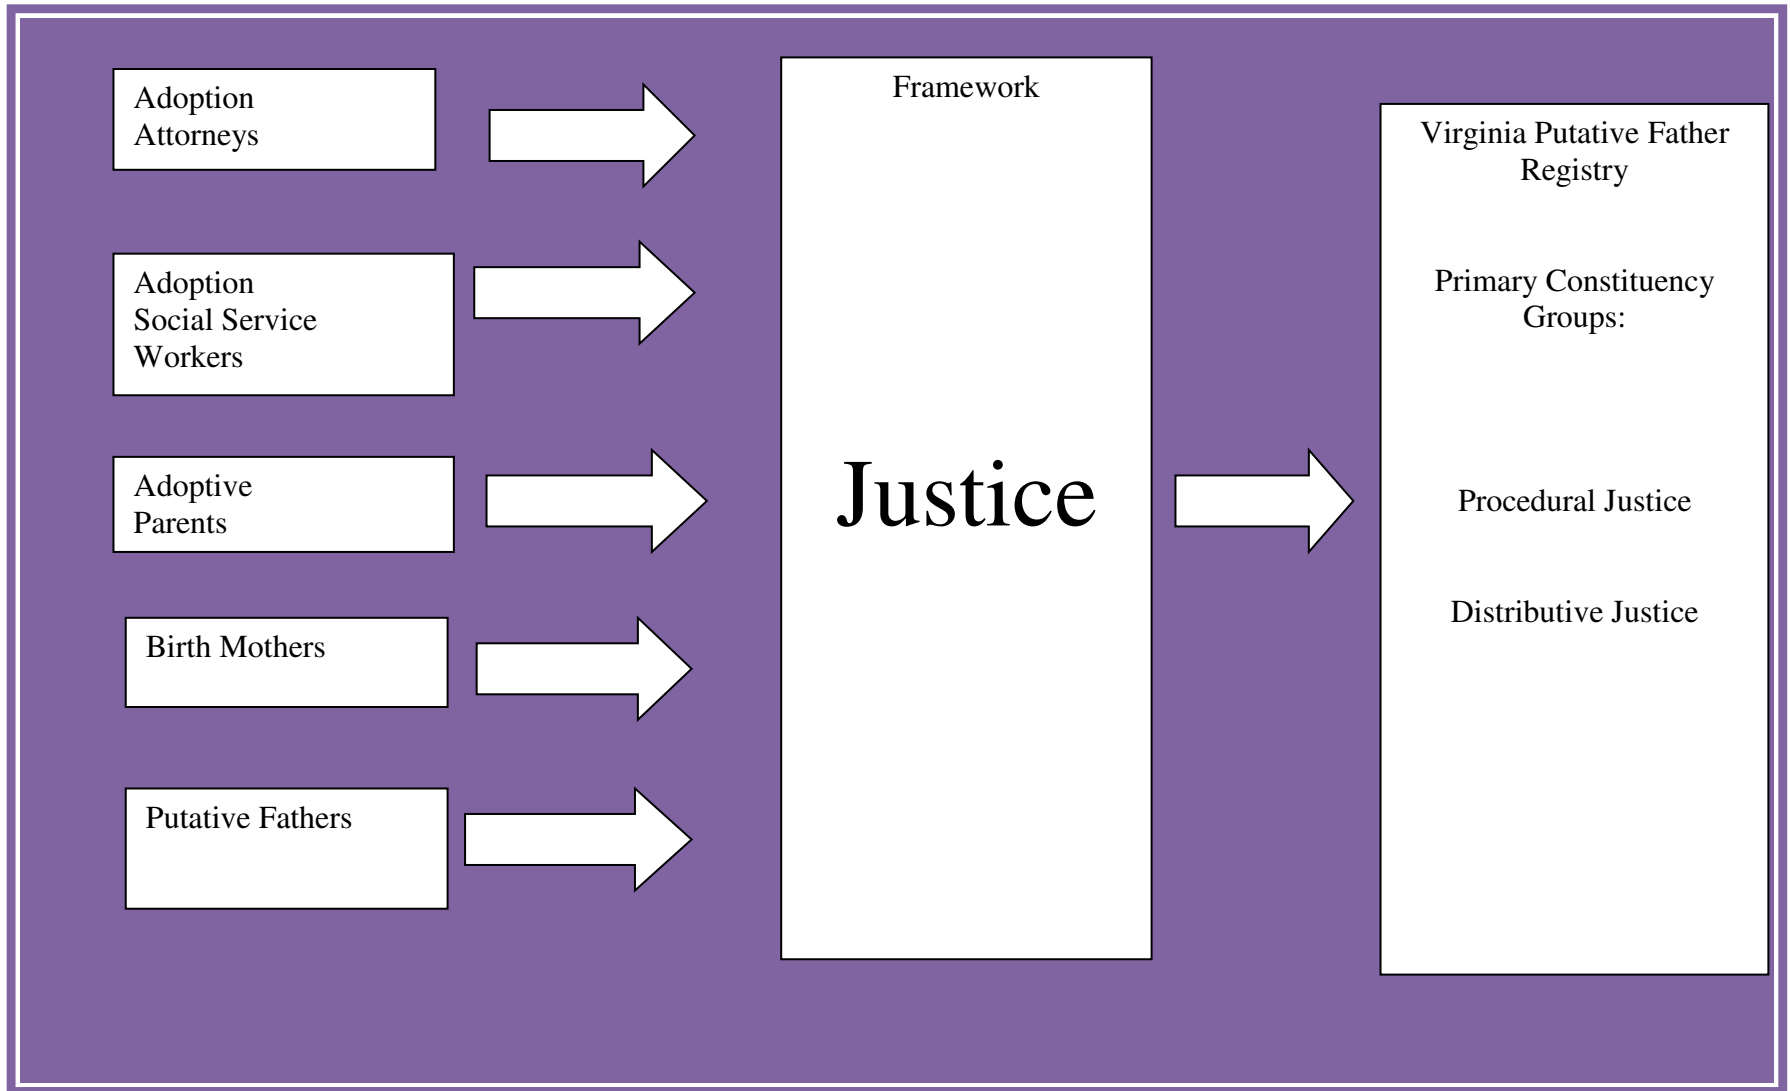 Adoption
Attorneys
Adoption
Social Service
Workers
Adoptive
Parents
Birth Mothers
Putative Fathers
Framework
Justice
Virginia Putative Father
Registry
Primary Constituency
Groups:
Procedural Justice
Distributive Justice